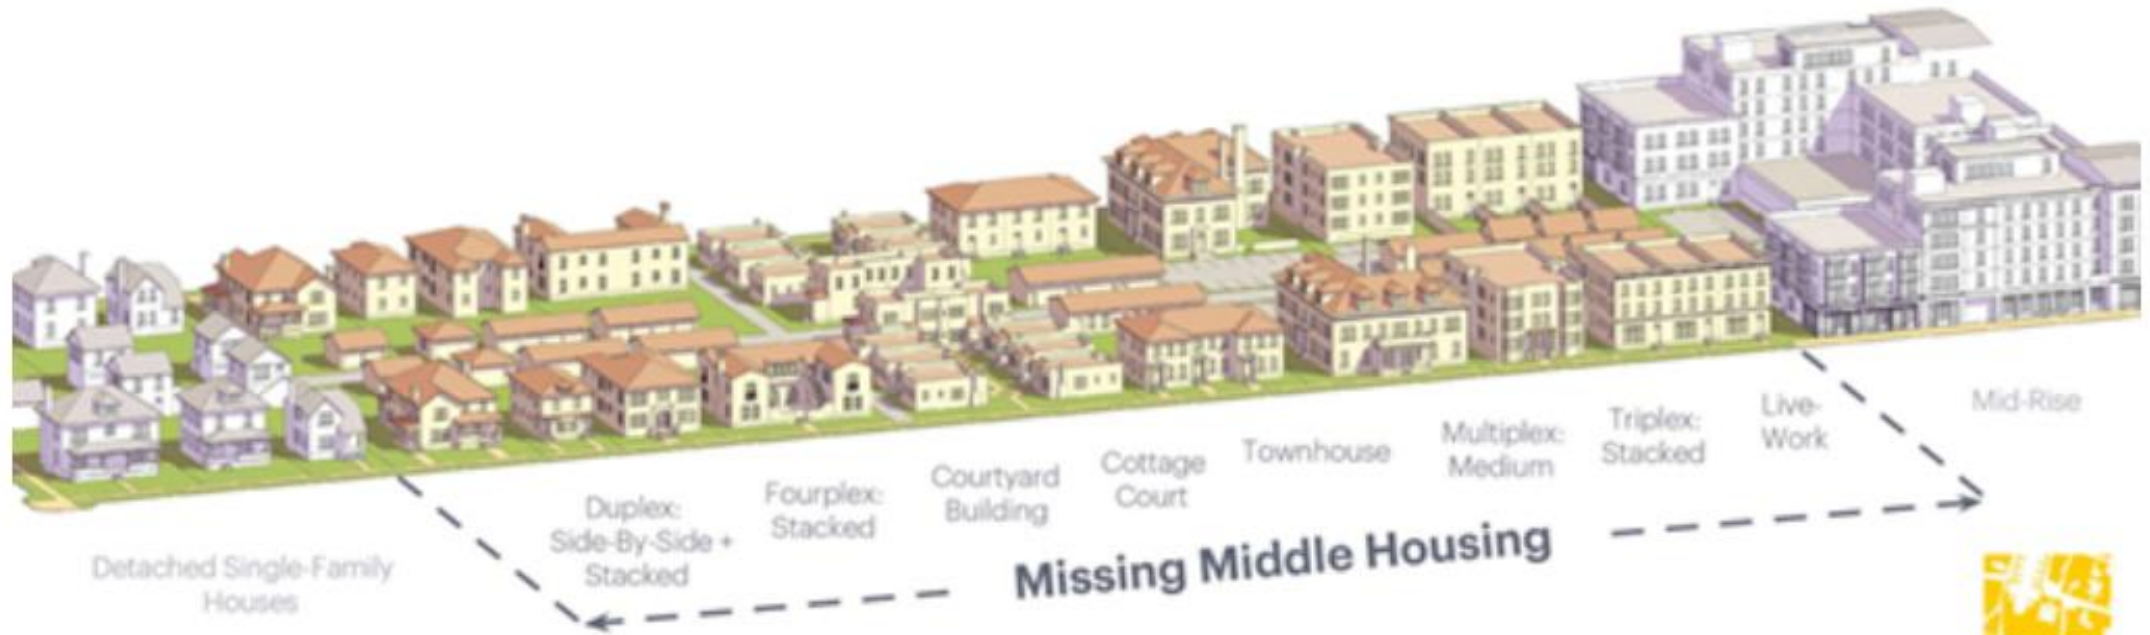 Detached Single-Family
Houses
Duplex:
Side-By-Side +
Stacked
Fourplex:
Stacked
Courtyard
Building
Cottage
Court
Townhouse
Multiplex:
Medium
Triplex:
Stacked
Live-
Work
Mid-Rise
Missing Middle Housing